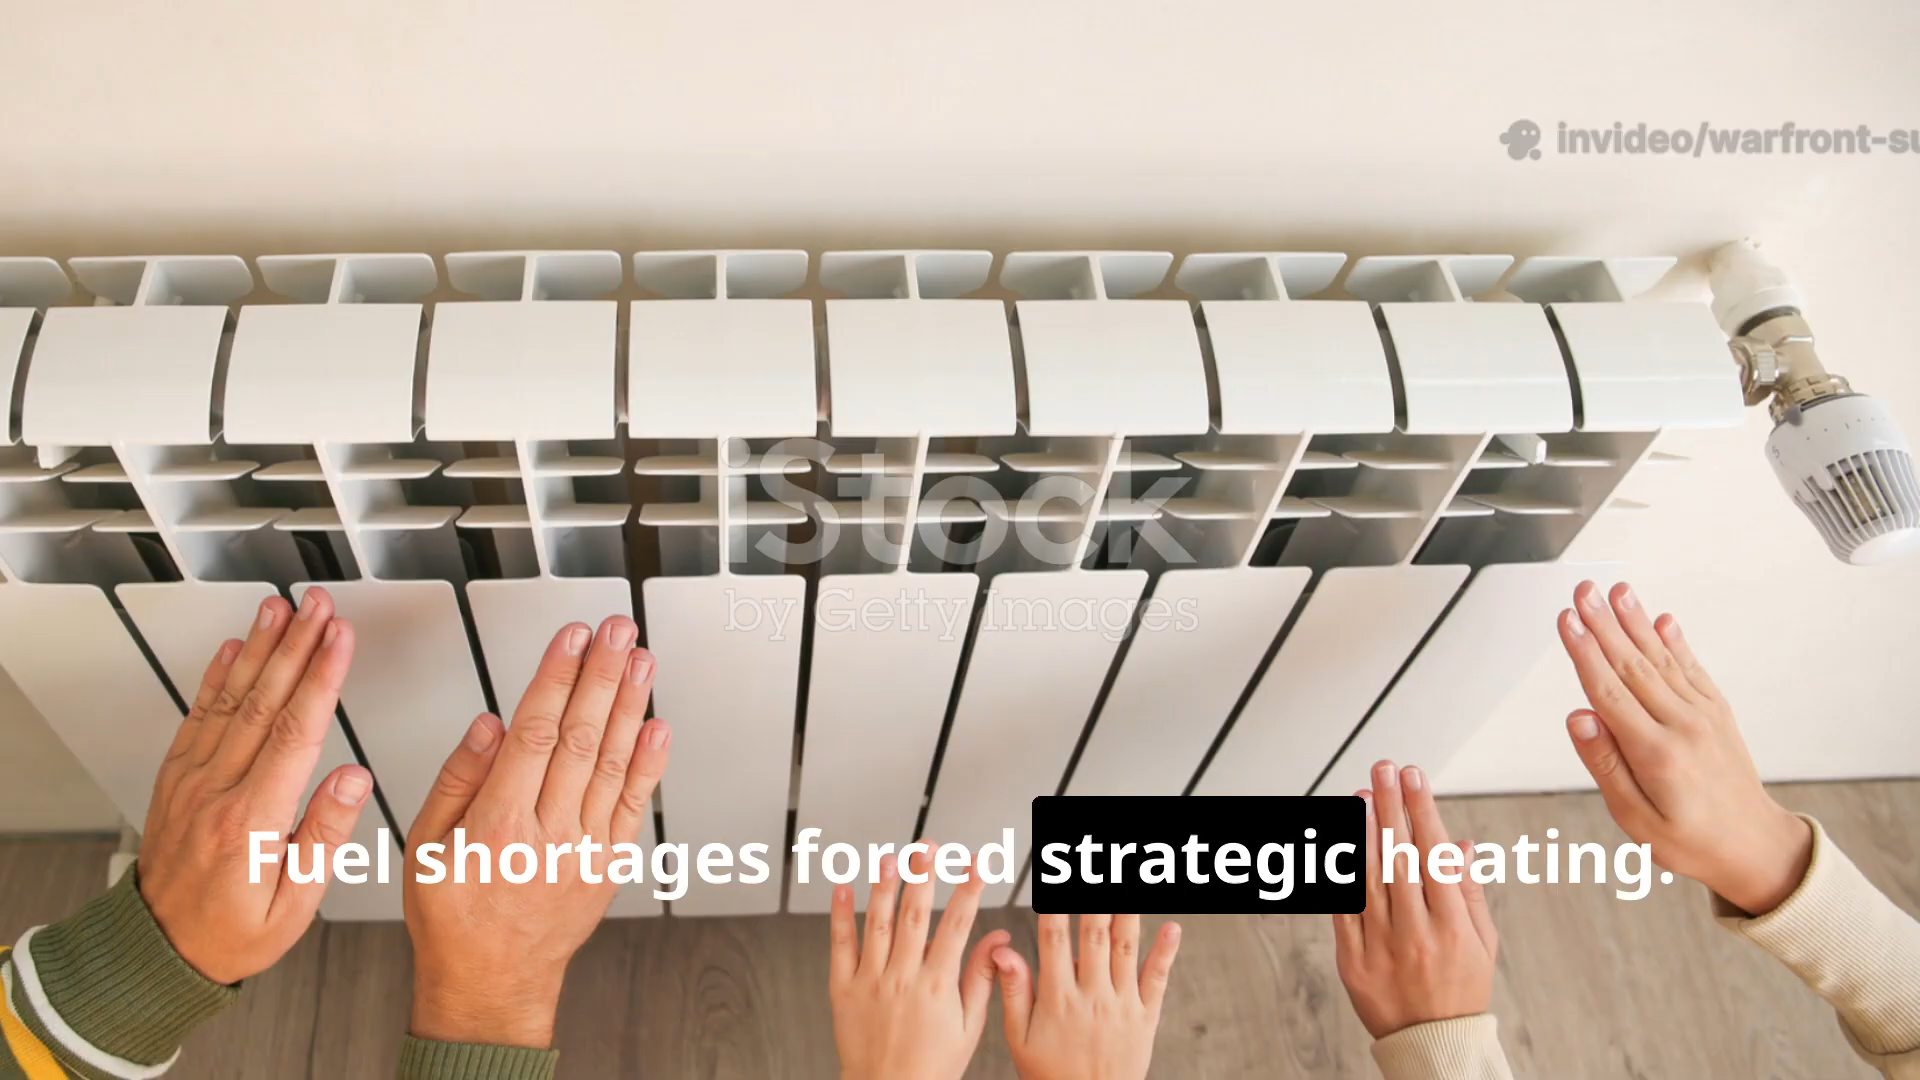 invideo/warfront-su
iStock
by Getty Images
Fuel shortages forced strategic heating.